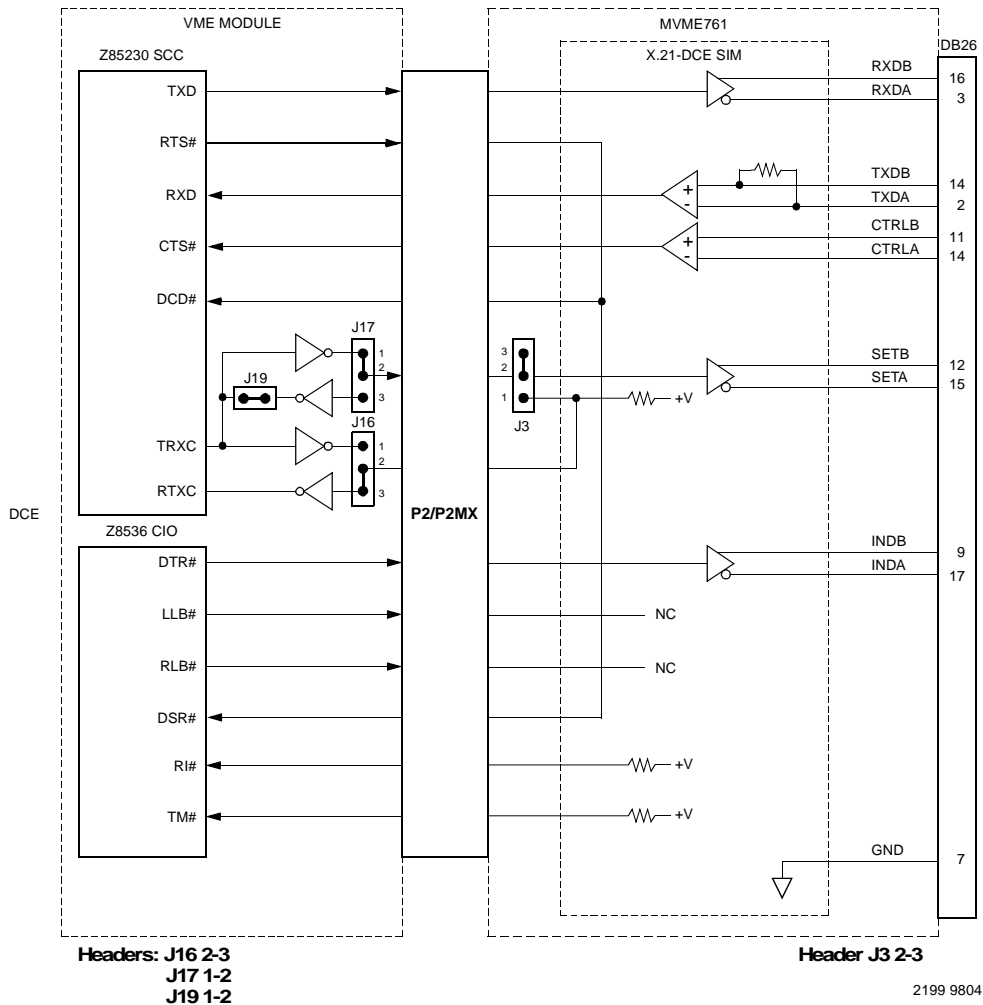 VME MODULE
MVME761
Z85230 SCC
X.21-DCE SIM
DB26
TXD
RXDB
16
RXDA
3
RTS#
RXD
TXDB
14
+
-
TXDA
2
CTS#
CTRLB
11
+
-
CTRLA
14
DCD#
J17
1
2
3
J19
3
2
1
J3
SETB
12
SETA
15
+V
J16
1
2
3
TRXC
RTXC
DCE
P2/P2MX
Z8536 CIO
DTR#
INDB
9
INDA
17
LLB#
NC
RLB#
NC
DSR#
RI#
+V
TM#
+V
GND
7
Headers: J16 2-3
J17 1-2
J19 1-2
Header J3 2-3
2199 9804